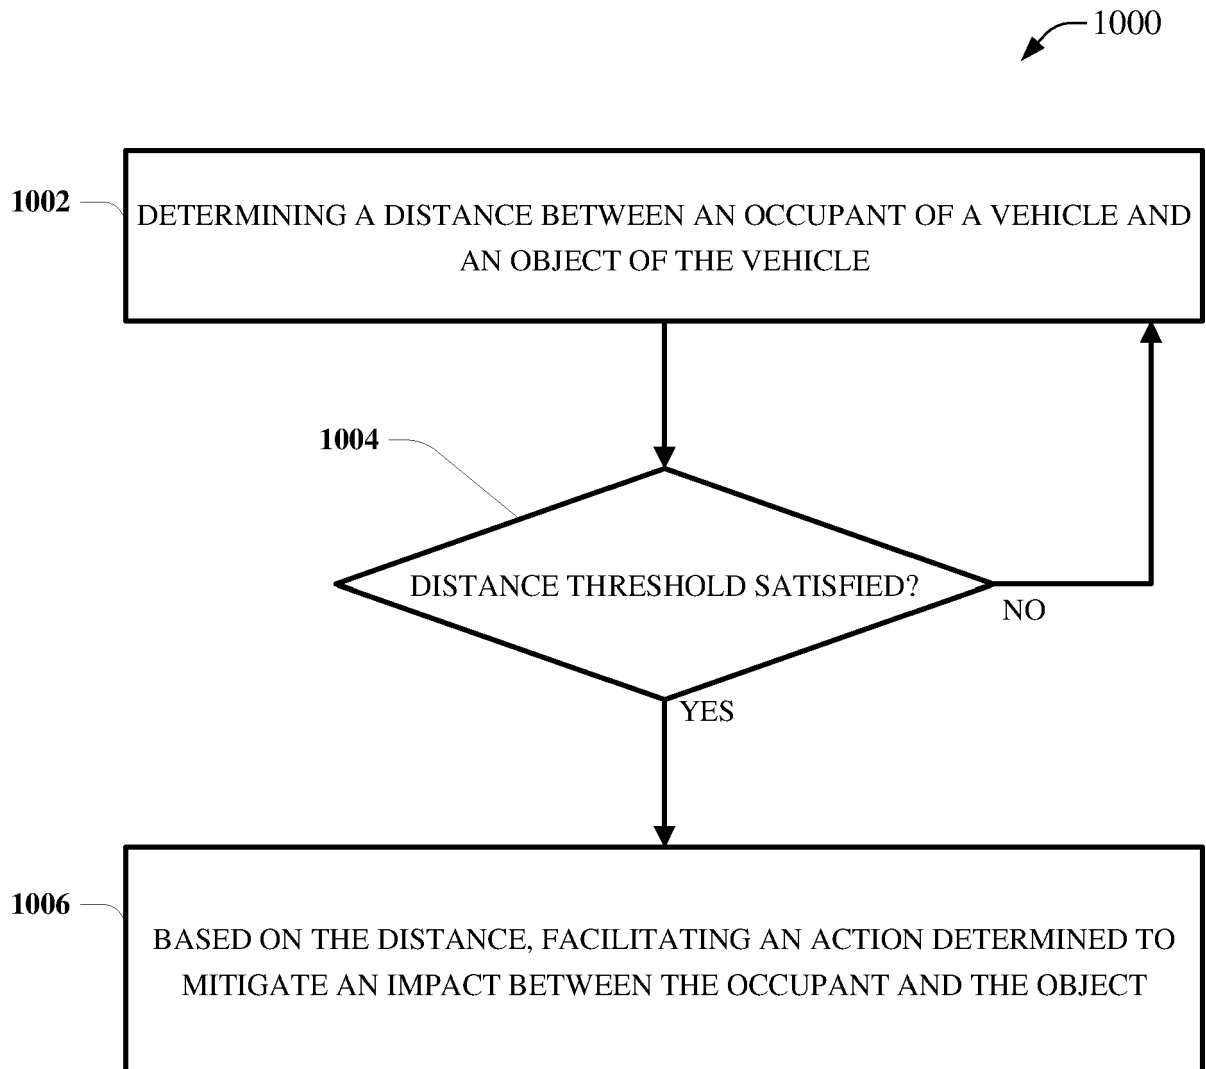 1000
1002
DETERMINING A DISTANCE BETWEEN AN OCCUPANT OF A VEHICLE AND
AN OBJECT OF THE VEHICLE
1004
DISTANCE THRESHOLD SATISFIED?
NO
YES
1006
BASED ON THE DISTANCE, FACILITATING AN ACTION DETERMINED TO
MITIGATE AN IMPACT BETWEEN THE OCCUPANT AND THE OBJECT